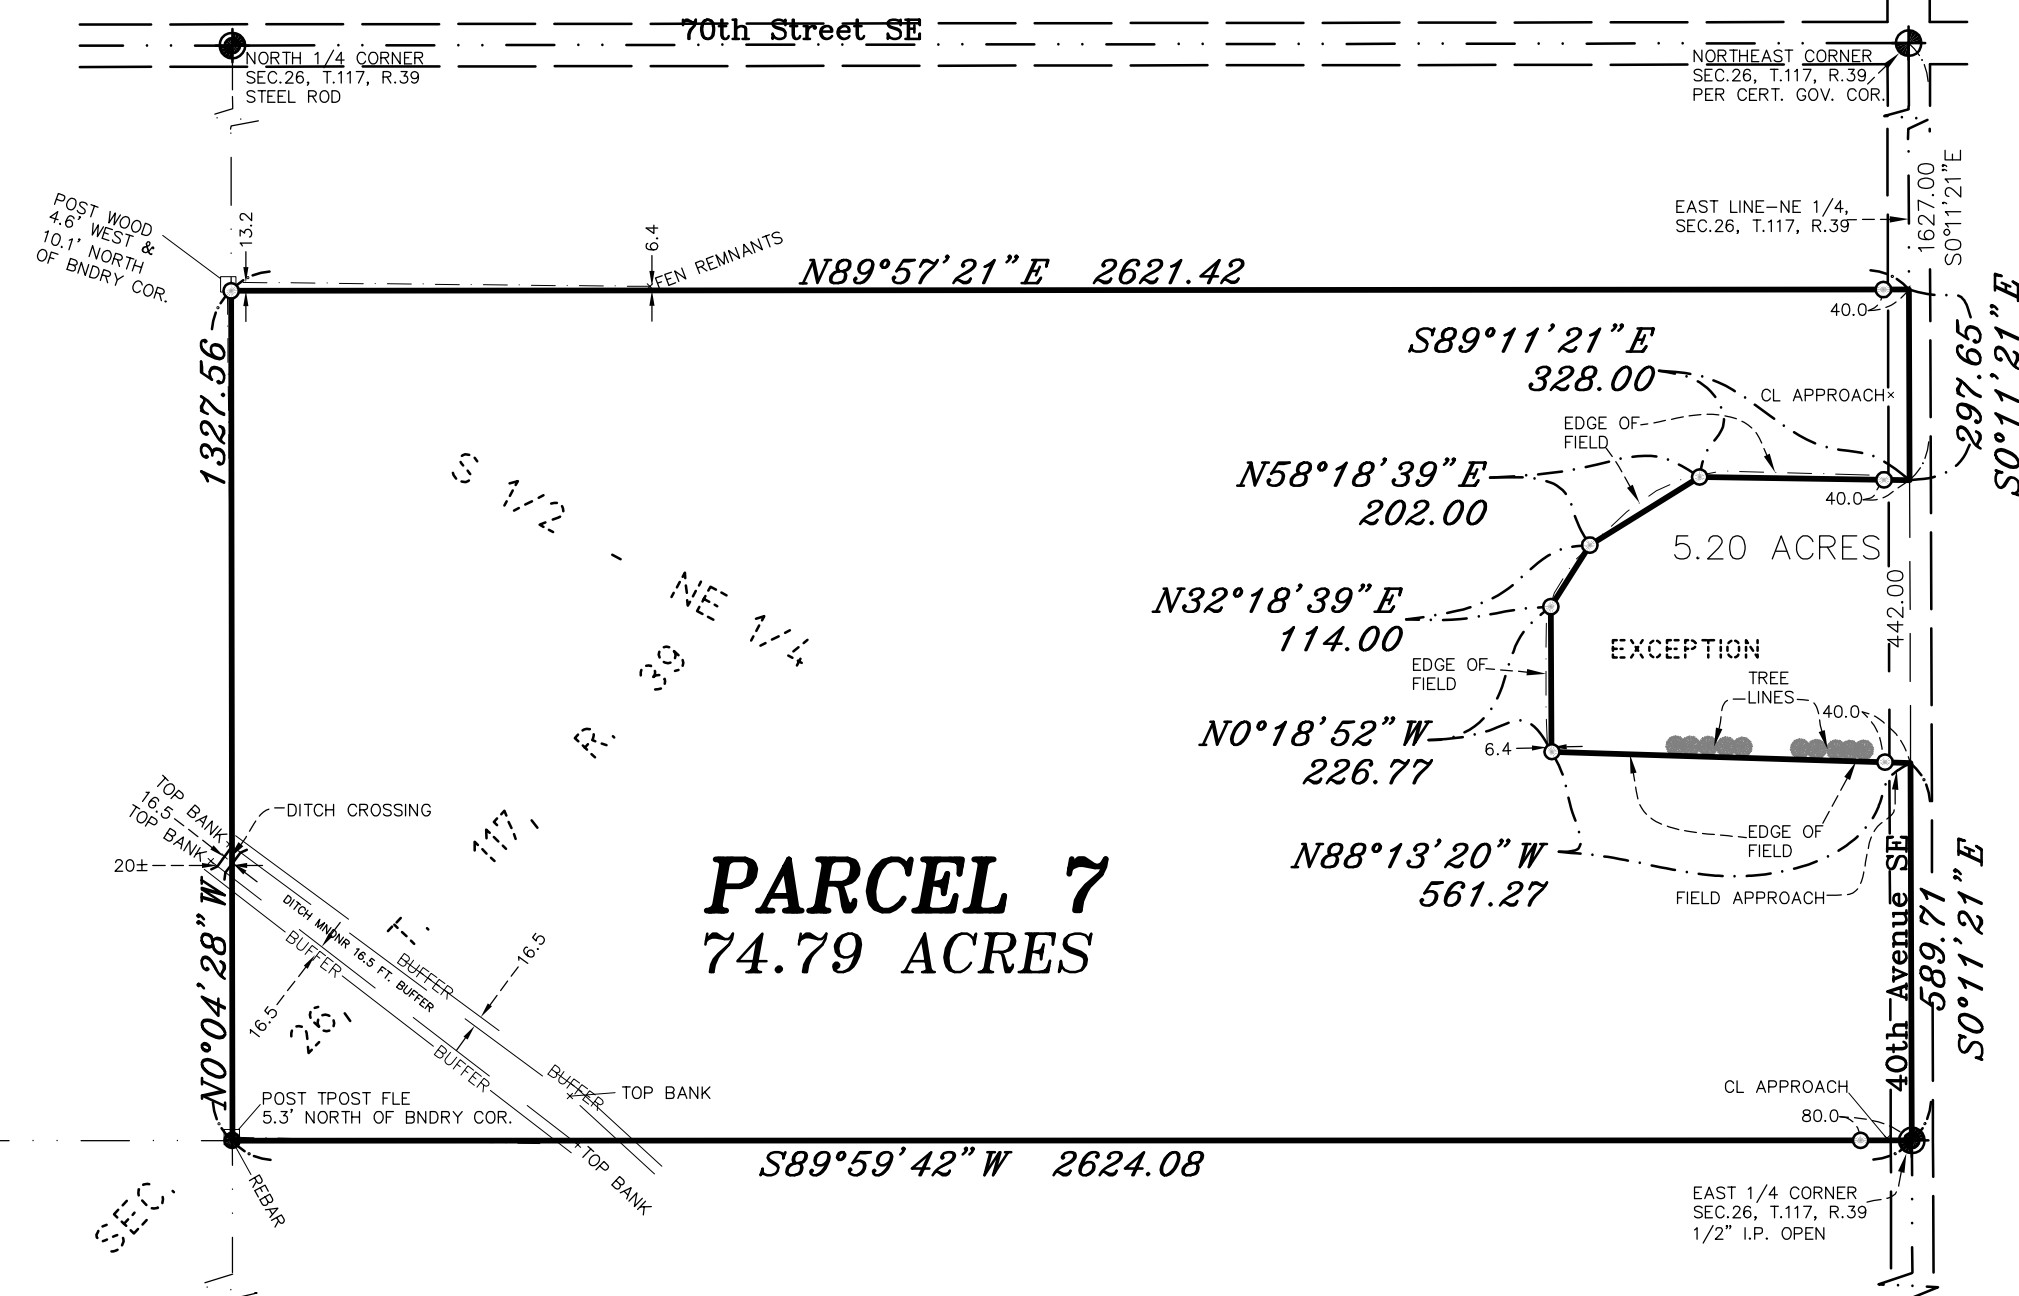 70th Street SE
NORTH 1/4 CORNER
SEC.26, T.117, R.39
STEEL ROD
NORTHEAST CORNER
SEC.26, T.117, R.39
PER CERT. GOV. COR.
1627.00
S0°11'21"E
EAST LINE-NE 1/4,
SEC.26, T.117, R.39
POST WOOD
4.6' WEST &
10.1' NORTH
OF BNDRY COR.
13.2
6.4
FEN REMNANTS
N89°57'21"E 2621.42
40.0
297.65
S0°11'21"E
S89°11'21"E
328.00
CL APPROACH
EDGE OF
FIELD
1327.56
N0°04'28"W
S 1/2 - NE 1/4
N58°18'39"E
202.00
40.0
5.20 ACRES
442.00
N32°18'39"E
114.00
EXCEPTION
EDGE OF
FIELD
TREE
LINES
40.0
N0°18'52"W
226.77
6.4
SEC. 26, T. 117, R. 39
TOP BANK
16.5
TOP BANK
20±
DITCH CROSSING
EDGE OF
FIELD
N88°13'20"W
561.27
FIELD APPROACH
40th Avenue SE
589.71
S0°11'21"E
PARCEL 7
74.79 ACRES
DITCH MNDNR 16.5 FT. BUFFER
BUFFER
BUFFER
16.5
16.5
BUFFER
BUFFER
TOP BANK
TOP BANK
POST TPOST FLE
5.3' NORTH OF BNDRY COR.
REBAR
CL APPROACH
80.0
S89°59'42"W 2624.08
EAST 1/4 CORNER
SEC.26, T.117, R.39
1/2" I.P. OPEN